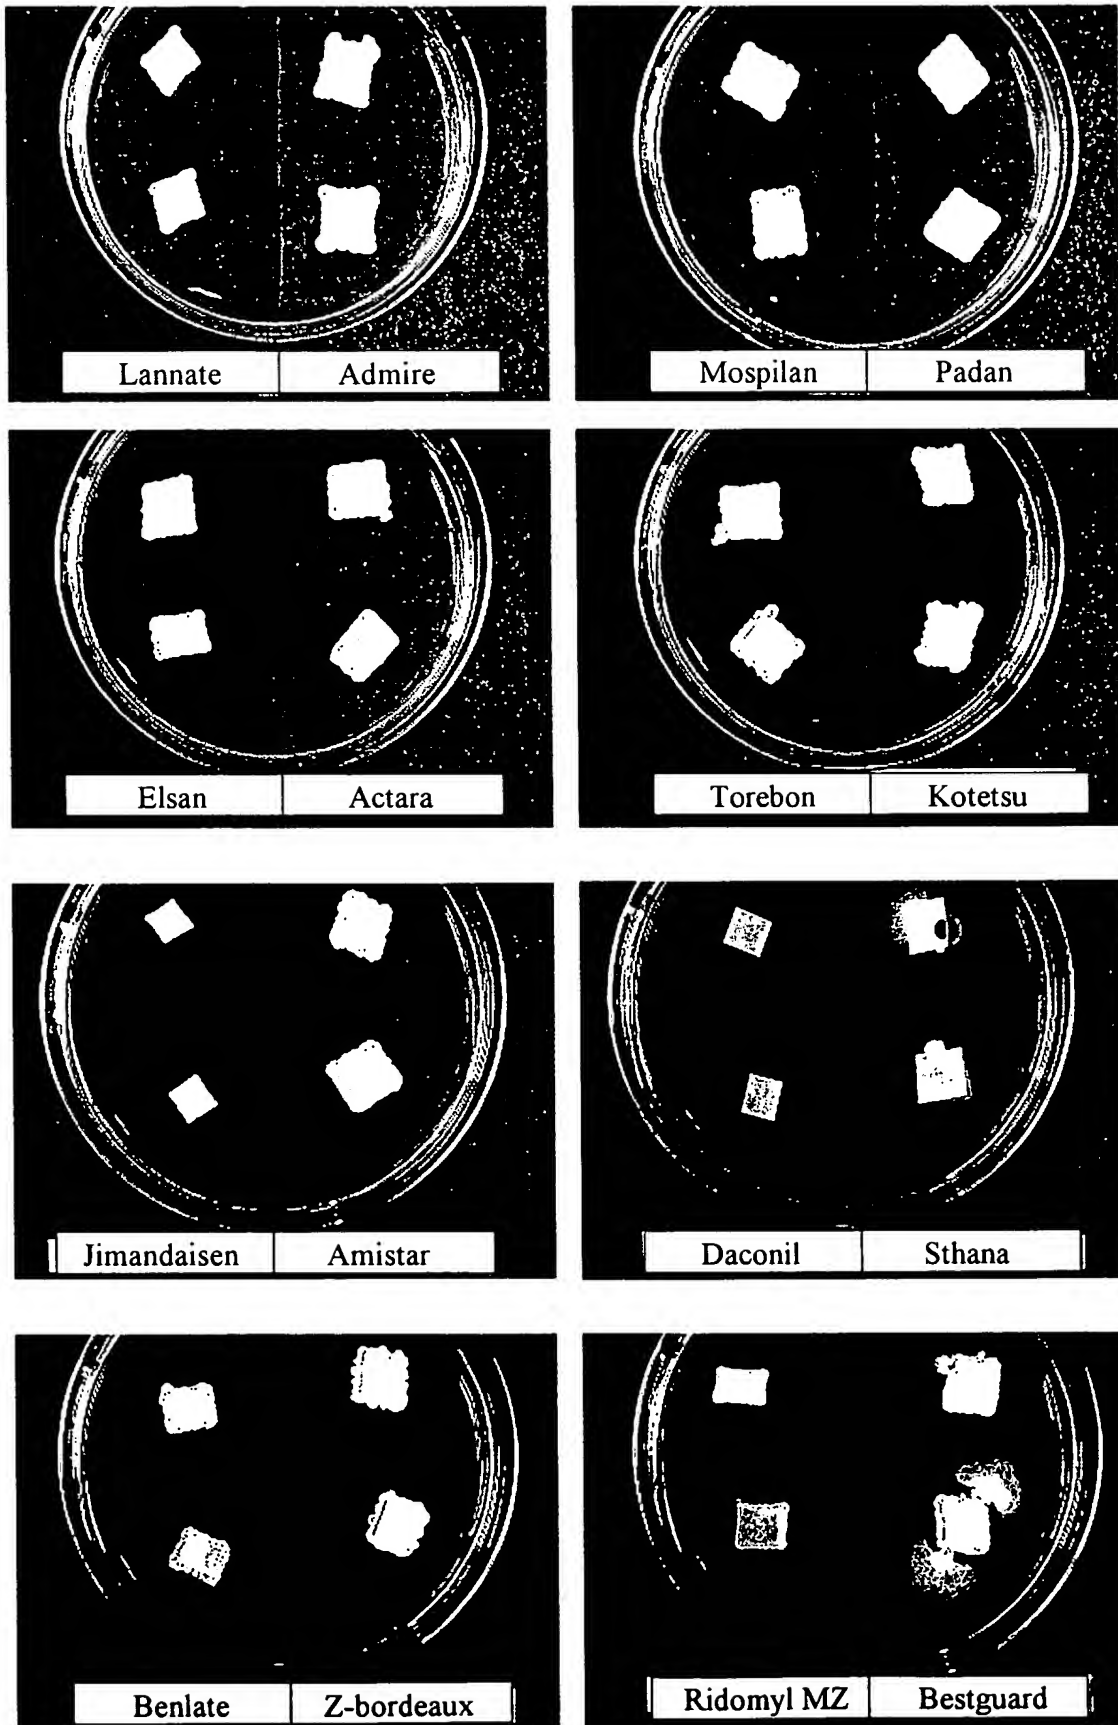 Lannate Admire
Mospilan Padan
Elsan Actara
Torebon Kotetsu
Jimandaisen Amistar
Daconil Sthana
Benlate Z-bordeaux
Ridomyl MZ Bestguard